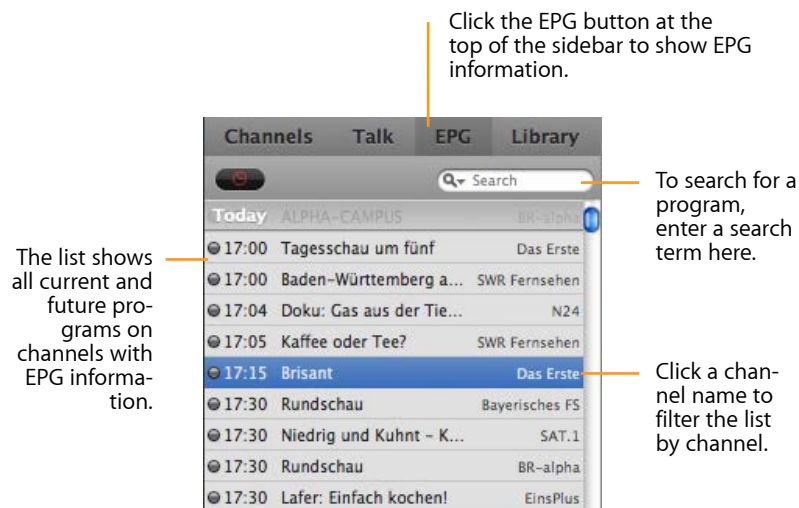 Click the EPG button at the
top of the sidebar to show EPG
information.
Channels Talk EPG Library
Search
Today ALPHA-CAMPUS BR-alpha
17:00 Tagesschau um fünf Das Erste
17:00 Baden-Württemberg a... SWR Fernsehen
17:04 Doku: Gas aus der Tie... N24
17:05 Kaffee oder Tee? SWR Fernsehen
17:15 Brisant Das Erste
17:30 Rundschau Bayerisches FS
17:30 Niedrig und Kuhnt - K... SAT.1
17:30 Rundschau BR-alpha
17:30 Lafer: Einfach kochen! EinsPlus
The list shows
all current and
future pro-
grams on
channels with
EPG informa-
tion.
To search for a
program,
enter a search
term here.
Click a chan-
nel name to
filter the list
by channel.